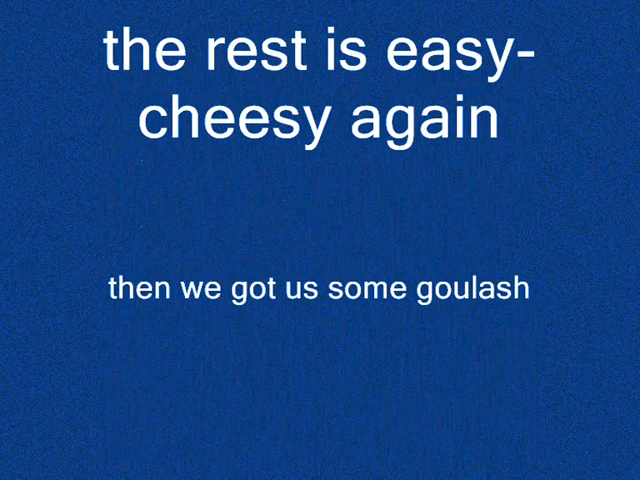 the rest is easy-
cheesy again
then we got us some goulash